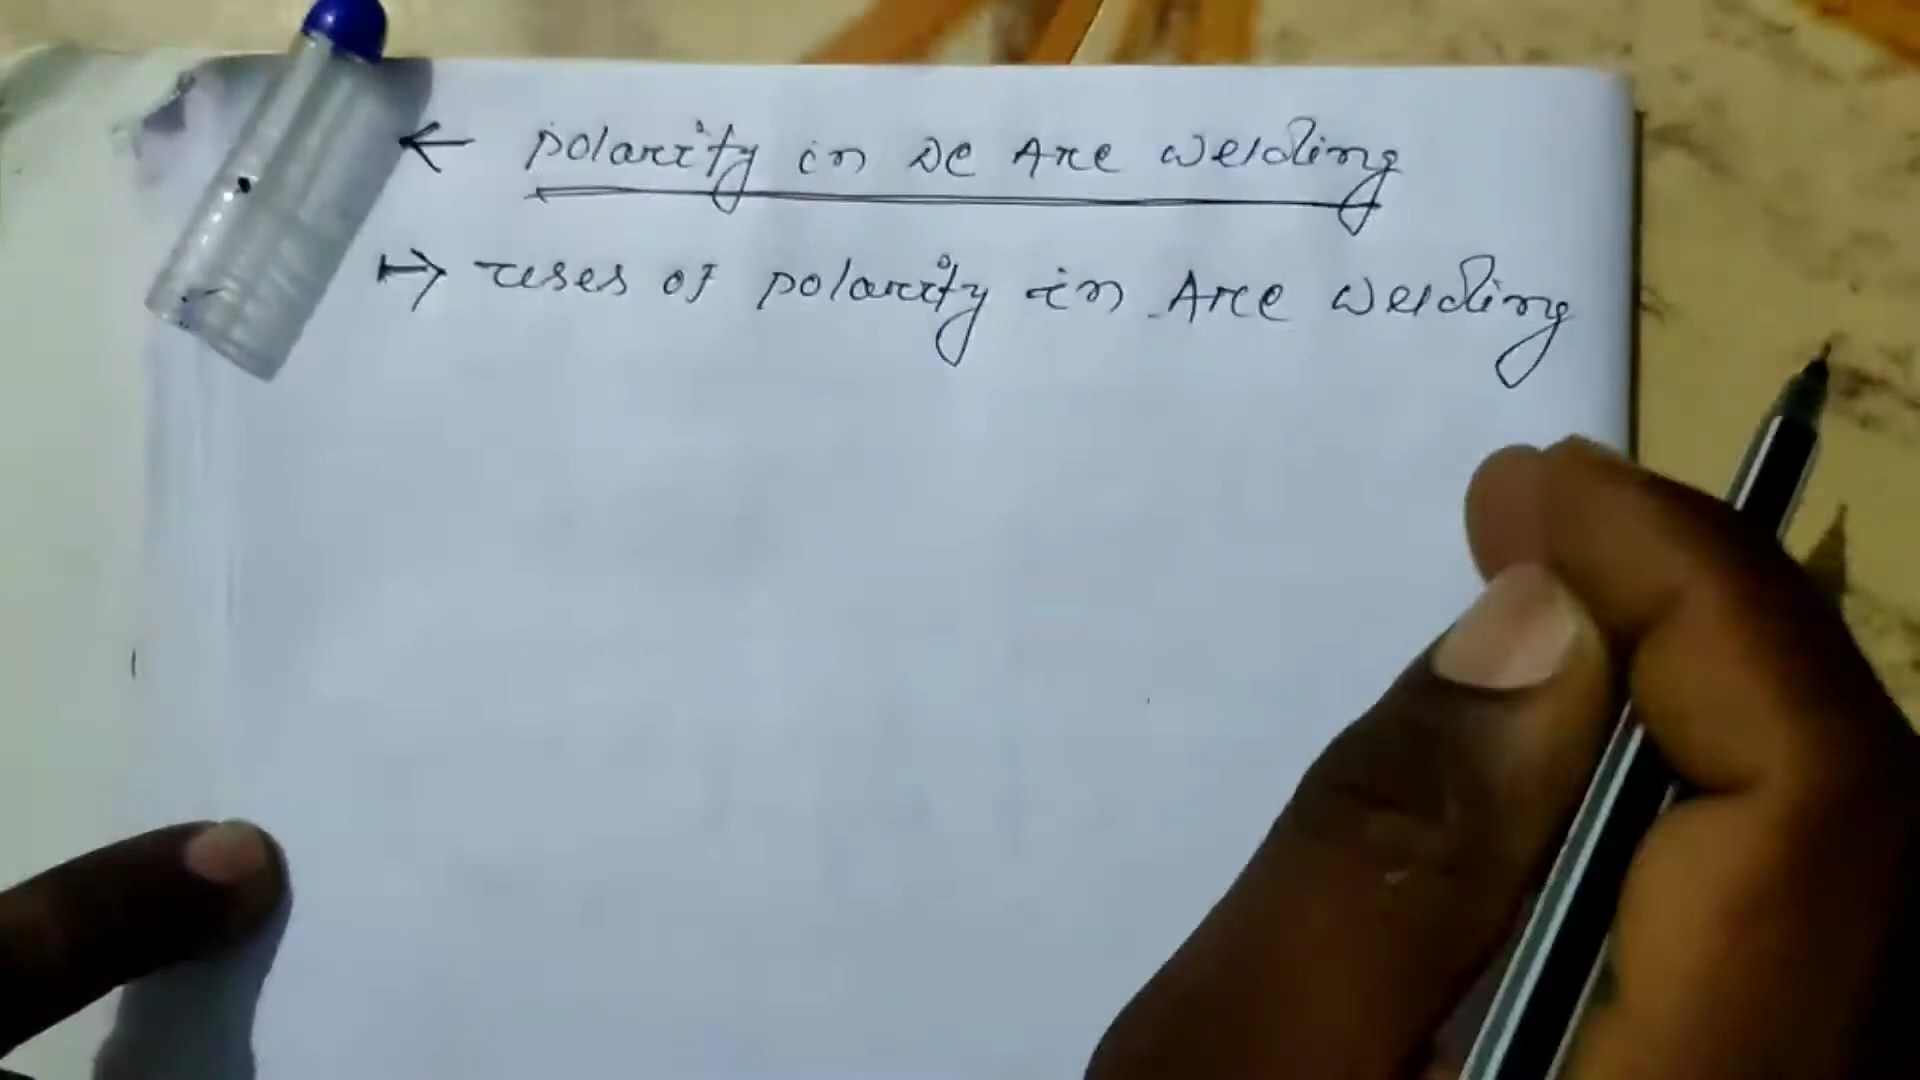 ← polarity in DC Arc welding
↦ uses of polarity in Arc welding